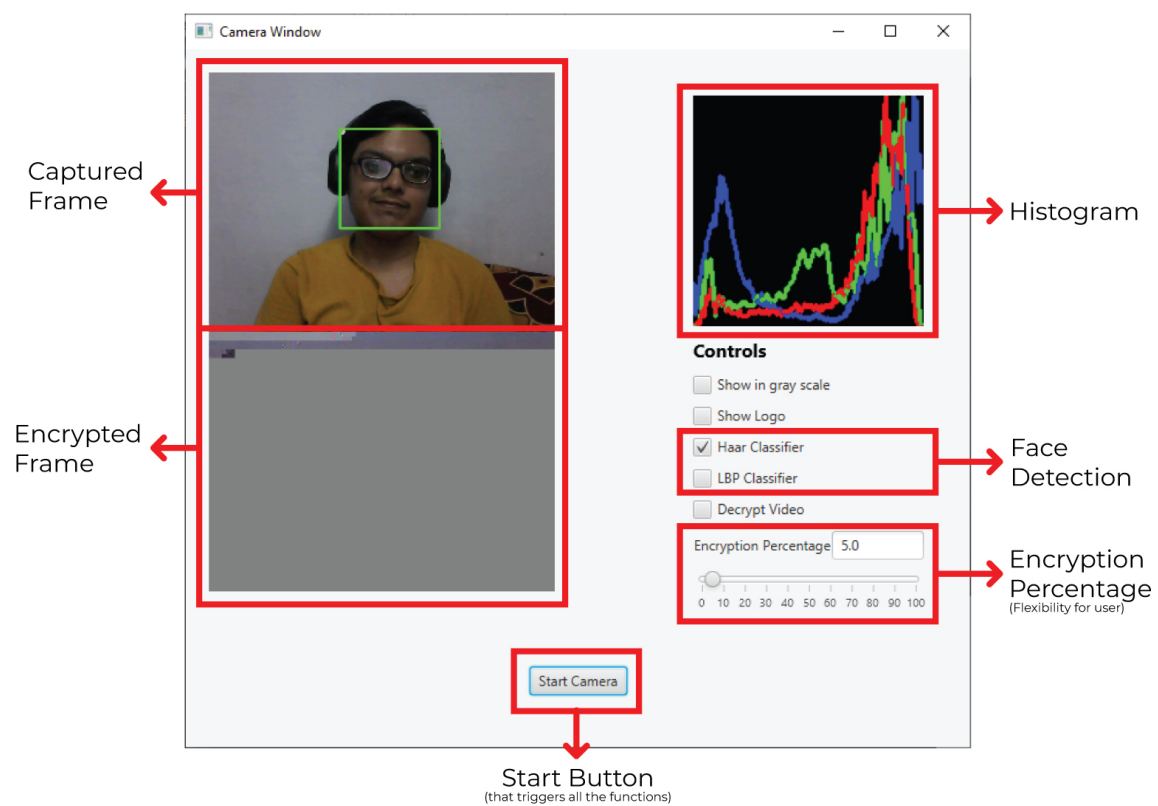 Camera Window
Captured
Frame
Histogram
Controls
Show in gray scale
Show Logo
Encrypted
Frame
Haar Classifier
LBP Classifier
Face
Detection
Decrypt Video
Encryption Percentage 5.0
0 10 20 30 40 50 60 70 80 90 100
Encryption
Percentage
(Flexibility for user)
Start Camera
Start Button
(that triggers all the functions)